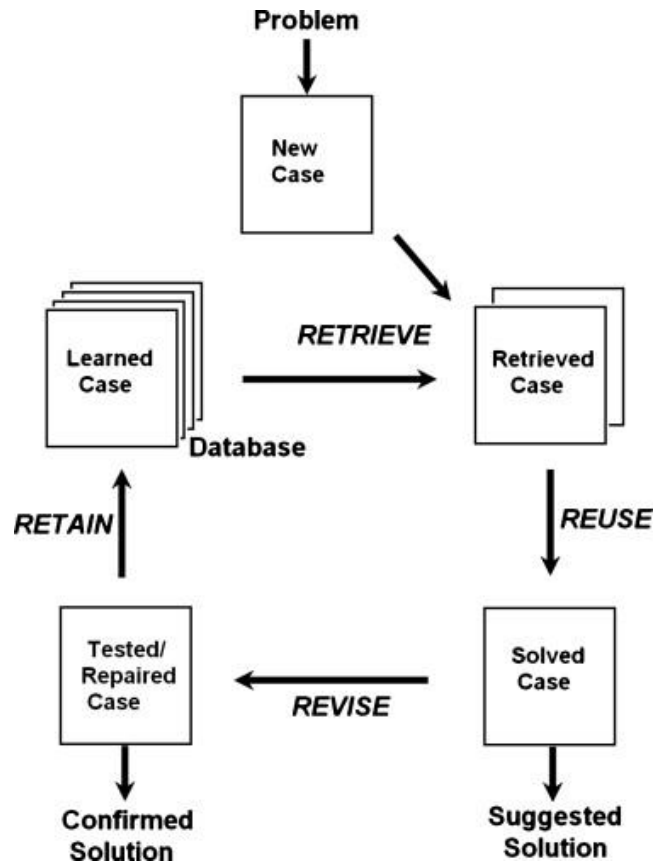 Problem
New
Case
RETRIEVE
Learned
Case
Retrieved
Case
Database
RETAIN
REUSE
Tested/
Repaired
Case
Solved
Case
REVISE
Confirmed
Solution
Suggested
Solution